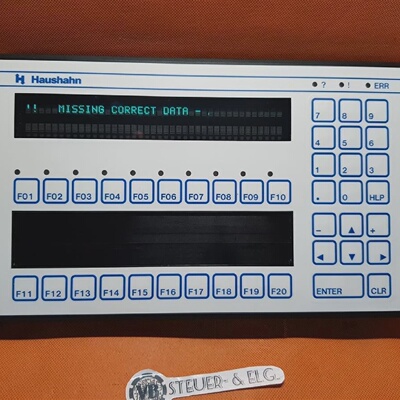 Haushahn
? ! ERR
!! MISSING CORRECT DATA - .
7 8 9
4 5 6
1 2 3
F01 F02 F03 F04 F05 F06 F07 F08 F09 F10
. 0 HLP
- ▲ +
◄ ▼ ►
F11 F12 F13 F14 F15 F16 F17 F18 F19 F20
ENTER CLR
VB STEUER- & ELG.